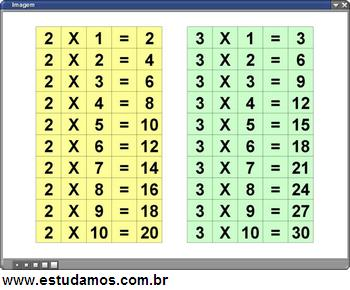 Imagem
2 X 1 = 2
2 X 2 = 4
2 X 3 = 6
2 X 4 = 8
2 X 5 = 10
2 X 6 = 12
2 X 7 = 14
2 X 8 = 16
2 X 9 = 18
2 X 10 = 20
3 X 1 = 3
3 X 2 = 6
3 X 3 = 9
3 X 4 = 12
3 X 5 = 15
3 X 6 = 18
3 X 7 = 21
3 X 8 = 24
3 X 9 = 27
3 X 10 = 30
www.estudamos.com.br